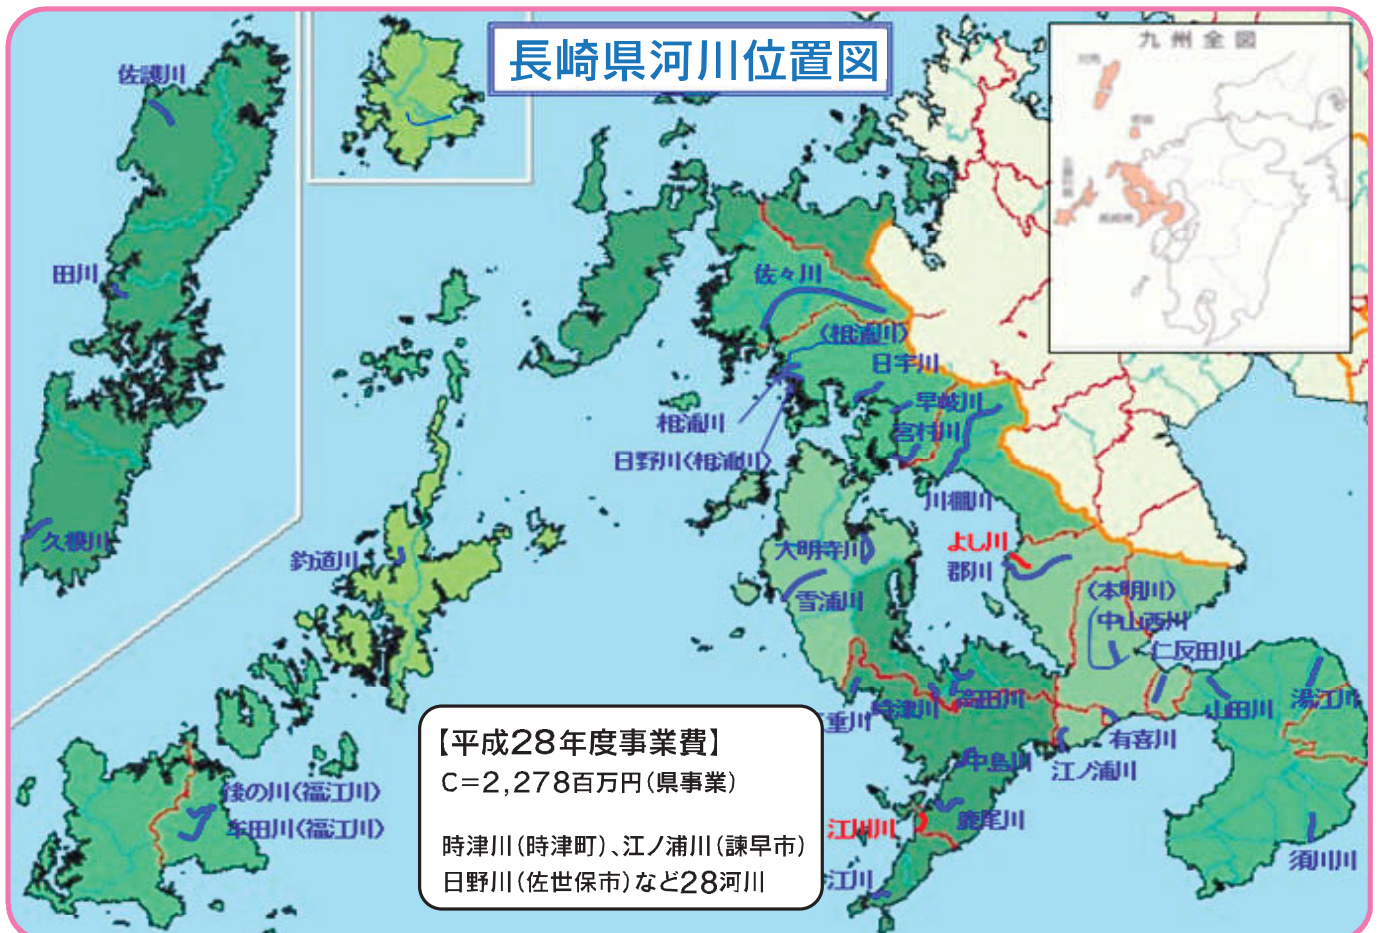 長崎県河川位置図
九州全図
佐護川
田川
佐々川
(相浦川)
日宇川
相浦川
早岐川
宮村川
日野川(相浦川)
川棚川
久根川
釣道川
大明寺川
雪浦川
よし川
郡川
(本明川)
中山西川
仁反田川
湯江川
山田川
高田川
時津川
重川
有喜川
中島川
江ノ浦川
後の川(福江川)
鹿尾川
江川川
江川
須川川
【平成28年度事業費】
C=2,278百万円(県事業)
時津川(時津町)、江ノ浦川(諫早市)
日野川(佐世保市)など28河川